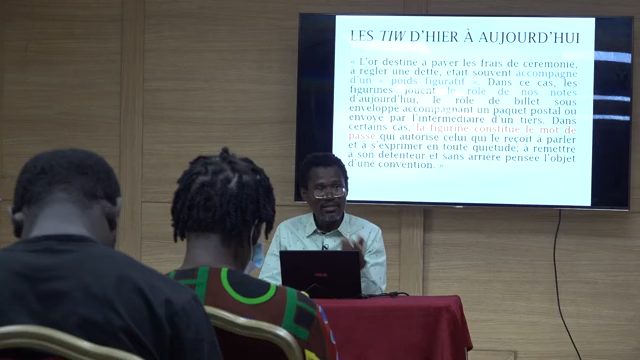 LES TIW D'HIER À AUJOURD'HUI
« L'or destiné à payer les frais de cérémonie,
à régler une dette, était souvent accompagné
d'un « poids figuratif ». Dans ce cas, les
figurines jouent le rôle de nos notes
d'aujourd'hui, le rôle de billet sous
enveloppe accompagnant un paquet postal ou
envoyé par l'intermédiaire d'un tiers. Dans
certains cas, la figurine constitue le mot de
passe qui autorise celui qui le reçoit à parler
et à s'exprimer en toute quiétude; à remettre
à son détenteur et sans arrière pensée l'objet
d'une convention. »
ASUS